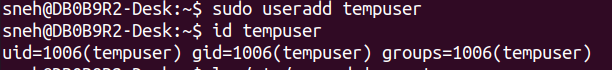 sneh@DB0B9R2-Desk:~$ sudo useradd tempuser
sneh@DB0B9R2-Desk:~$ id tempuser
uid=1006(tempuser) gid=1006(tempuser) groups=1006(tempuser)